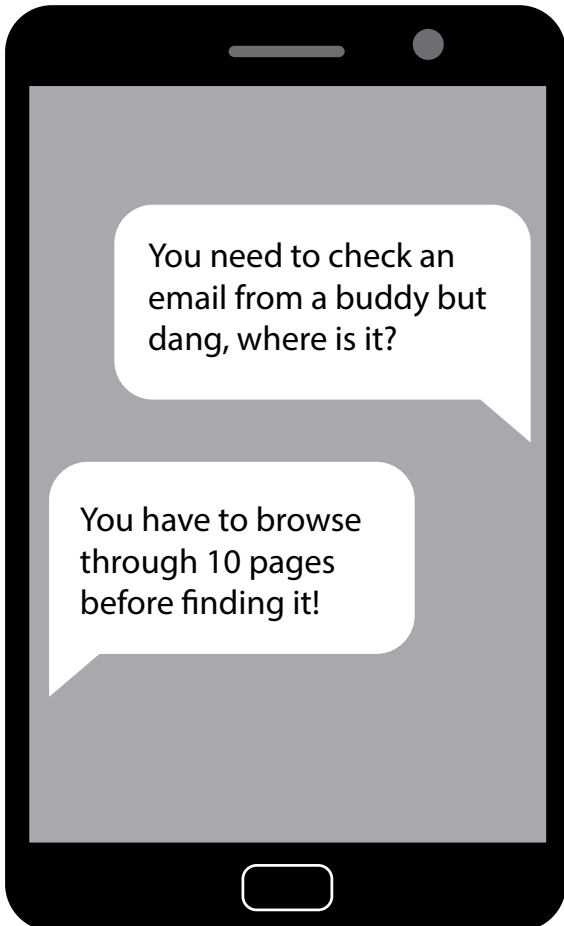 You need to check an
email from a buddy but
dang, where is it?
You have to browse
through 10 pages
before finding it!